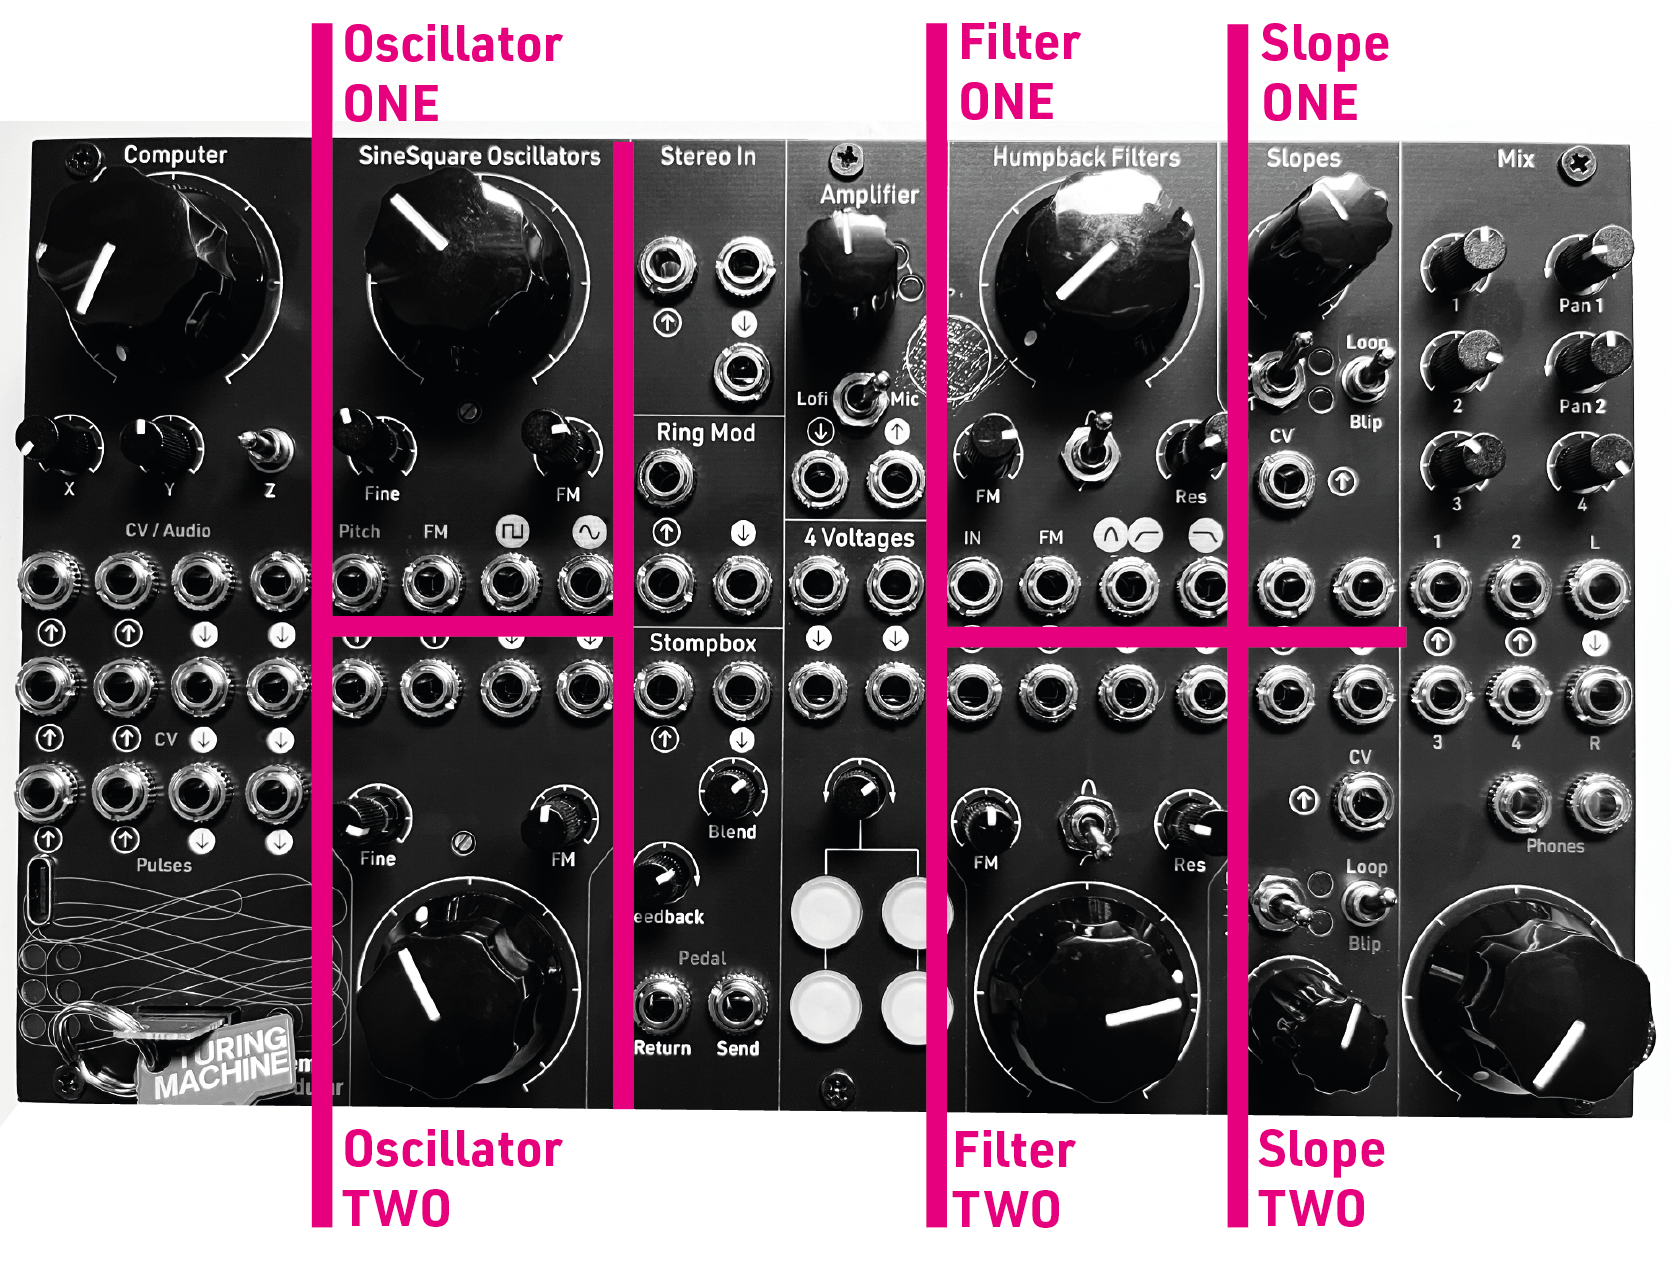 Oscillator
ONE
Filter
ONE
Slope
ONE
Computer
SineSquare Oscillators
Stereo In
Amplifier
Humpback Filters
Slopes
Mix
1
Pan 1
Loop
Lofi
Mic
2
Pan 2
Blip
Ring Mod
CV
X
Y
Z
Fine
FM
FM
Res
3
4
CV / Audio
Pitch
FM
4 Voltages
IN
FM
1
2
L
Stompbox
CV
3
4
R
CV
Blend
Phones
Pulses
Fine
FM
FM
Res
Loop
eedback
Blip
Pedal
Return
Send
TURING
MACHINE
em
dular
Oscillator
TWO
Filter
TWO
Slope
TWO